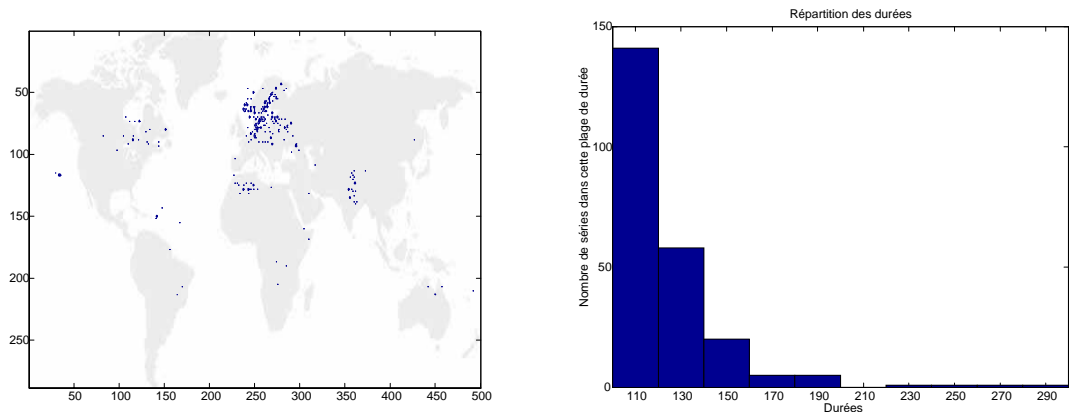 50
100
150
200
250
50 100 150 200 250 300 350 400 450 500
Répartition des durées
Nombre de séries dans cette plage de durée
150
100
50
0
110 130 150 170 190 210 230 250 270 290
Durées